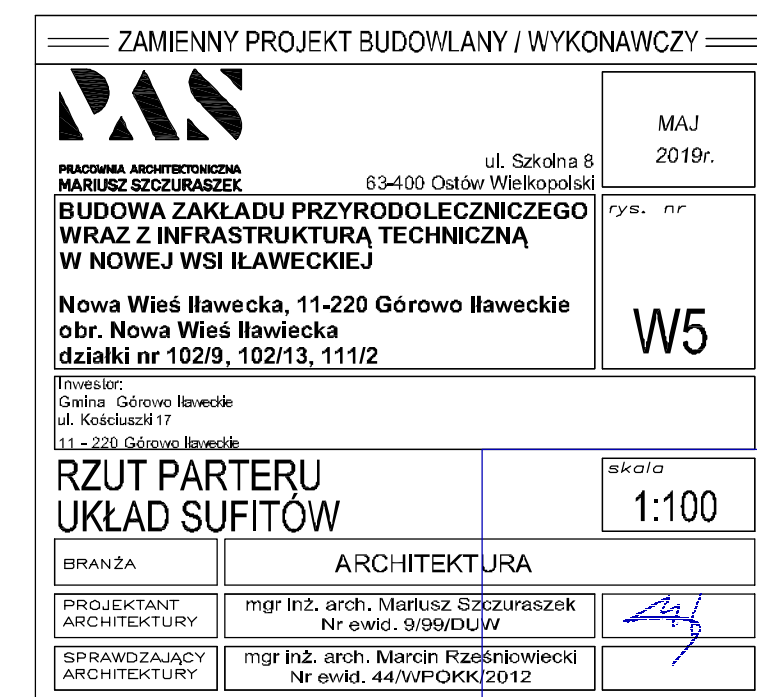 ZAMIENNY PROJEKT BUDOWLANY / WYKONAWCZY
PAS
PRACOWNIA ARCHITEKTONICZNA
MARIUSZ SZCZURASZEK
ul. Szkolna 8
63-400 Ostów Wielkopolski
MAJ
2019r.
BUDOWA ZAKŁADU PRZYRODOLECZNICZEGO
WRAZ Z INFRASTRUKTURĄ TECHNICZNĄ
W NOWEJ WSI IŁAWECKIEJ
Nowa Wieś Iławecka, 11-220 Górowo Iławeckie
obr. Nowa Wieś Iławiecka
działki nr 102/9, 102/13, 111/2
rys. nr
W5
Inwestor:
Gmina Górowo Iławeckie
ul. Kościuszki 17
11 - 220 Górowo Iławeckie
RZUT PARTERU
UKŁAD SUFITÓW
skala
1:100
BRANŻA
ARCHITEKTURA
PROJEKTANT
ARCHITEKTURY
mgr inż. arch. Mariusz Szczuraszek
Nr ewid. 9/99/DUW
SPRAWDZAJĄCY
ARCHITEKTURY
mgr inż. arch. Marcin Rześniowiecki
Nr ewid. 44/WPOKK/2012